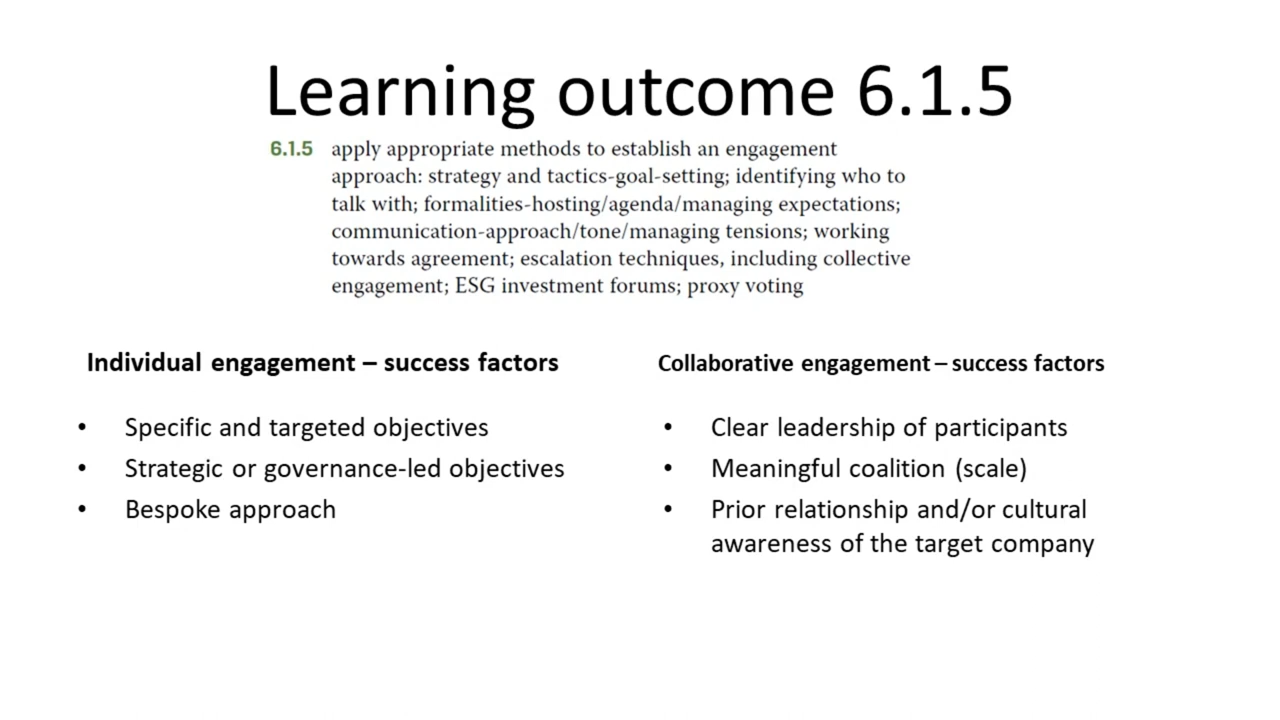 Learning outcome 6.1.5
6.1.5 apply appropriate methods to establish an engagement
approach: strategy and tactics-goal-setting; identifying who to
talk with; formalities-hosting/agenda/managing expectations;
communication-approach/tone/managing tensions; working
towards agreement; escalation techniques, including collective
engagement; ESG investment forums; proxy voting
Individual engagement – success factors
• Specific and targeted objectives
• Strategic or governance-led objectives
• Bespoke approach
Collaborative engagement – success factors
• Clear leadership of participants
• Meaningful coalition (scale)
• Prior relationship and/or cultural
awareness of the target company